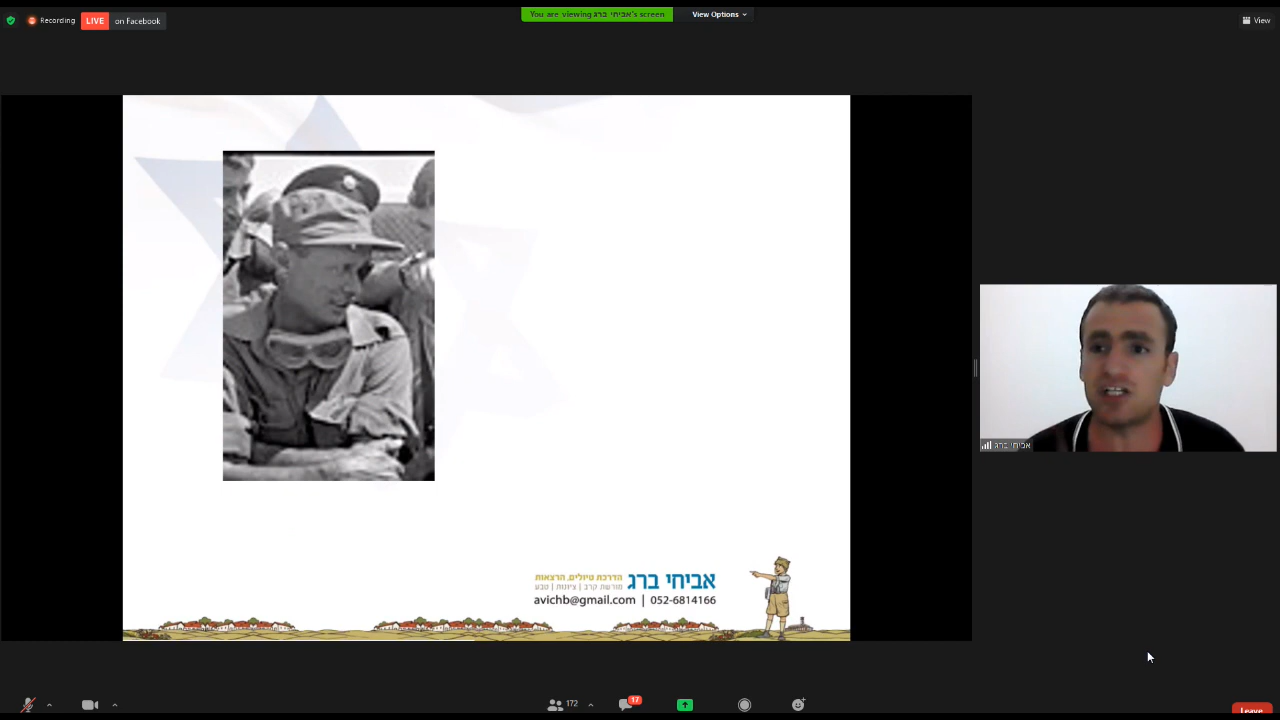 Recording
LIVE
on Facebook
You are viewing אביחי ברג's screen
View Options
View
אביחי ברג
הדרכת טיולים, הרצאות
מורשת קרב | ציונות | טבע
אביחי ברג
avichb@gmail.com | 052-6814166
172
17
Leave